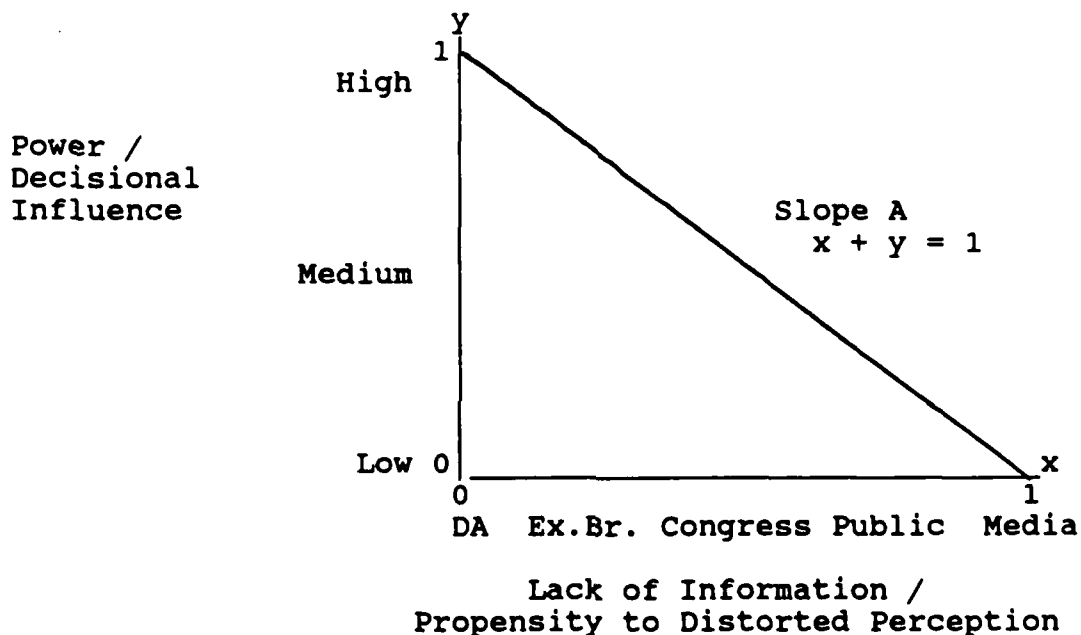 y
1
High
Power /
Decisional
Influence
Slope A
x + y = 1
Medium
Low 0
x
0 1
DA Ex.Br. Congress Public Media
Lack of Information /
Propensity to Distorted Perception